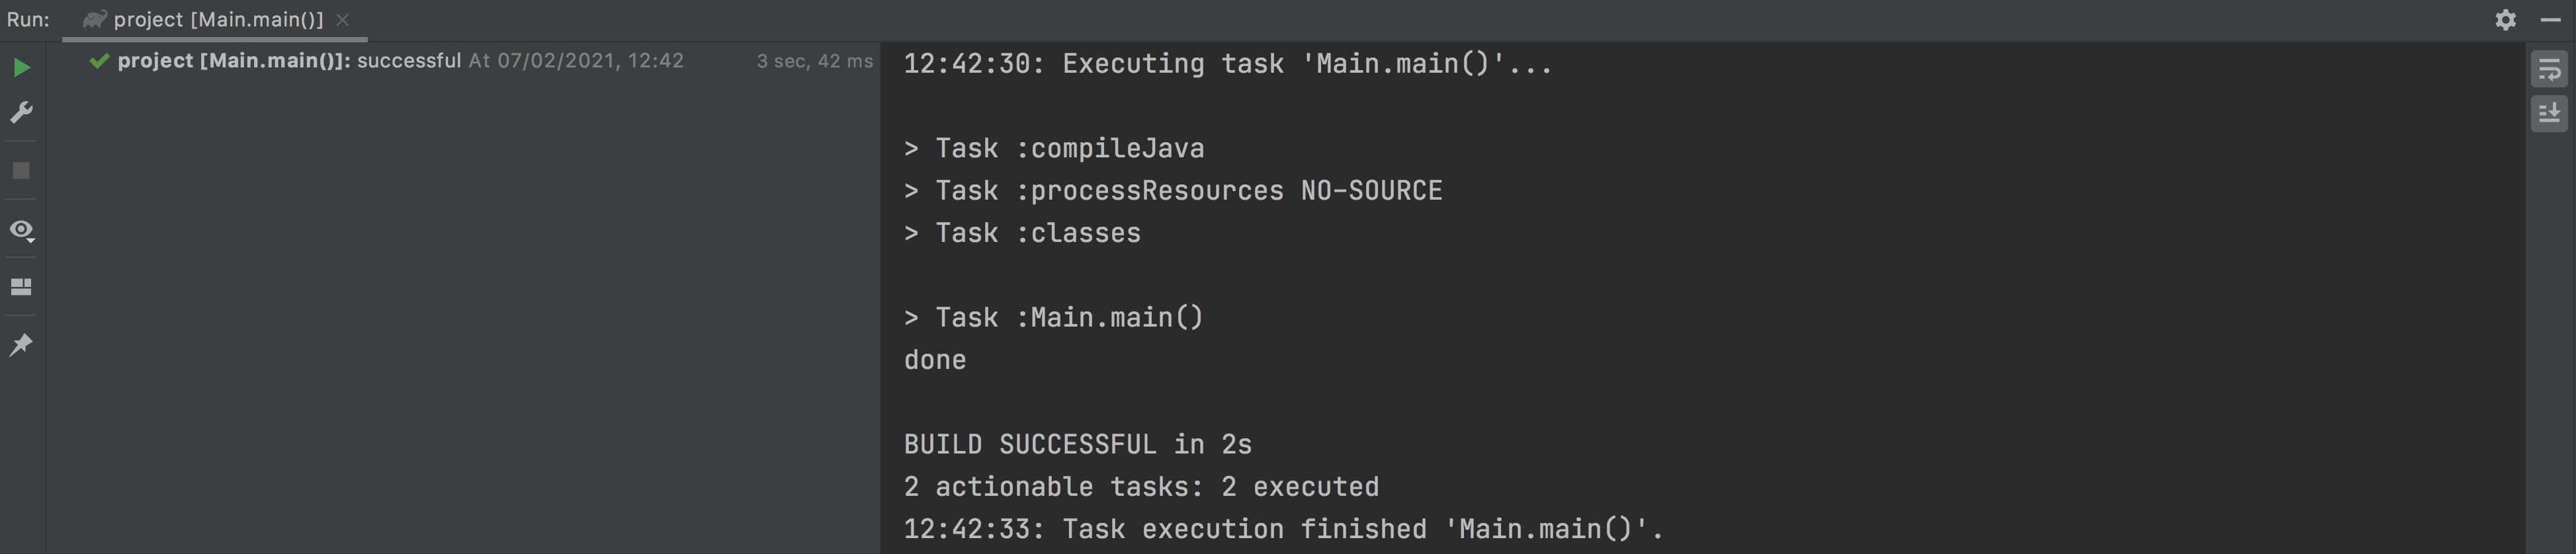 Run: project [Main.main()]
project [Main.main()]: successful At 07/02/2021, 12:42 3 sec, 42 ms
12:42:30: Executing task 'Main.main()'...
> Task :compileJava
> Task :processResources NO-SOURCE
> Task :classes
> Task :Main.main()
done
BUILD SUCCESSFUL in 2s
2 actionable tasks: 2 executed
12:42:33: Task execution finished 'Main.main()'.